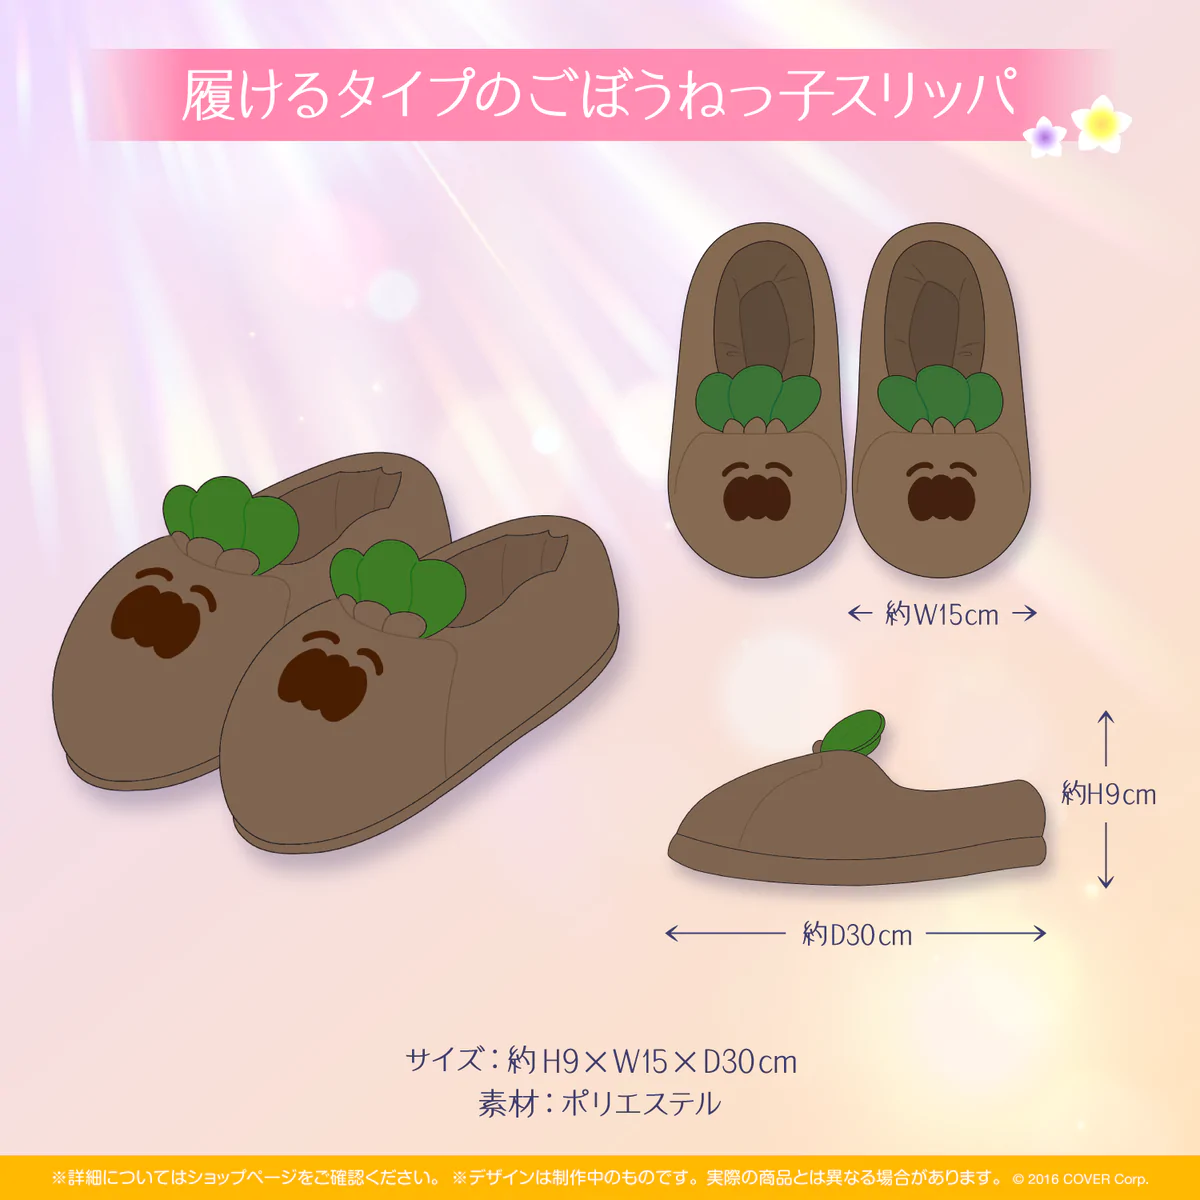 履けるタイプのごぼうねっ子スリッパ
約W15cm
約H9cm
約D30cm
サイズ：約H9×W15×D30cm
素材：ポリエステル
※詳細についてはショップページをご確認ください。 ※デザインは制作中のものです。実際の商品とは異なる場合があります。 © 2016 COVER Corp.